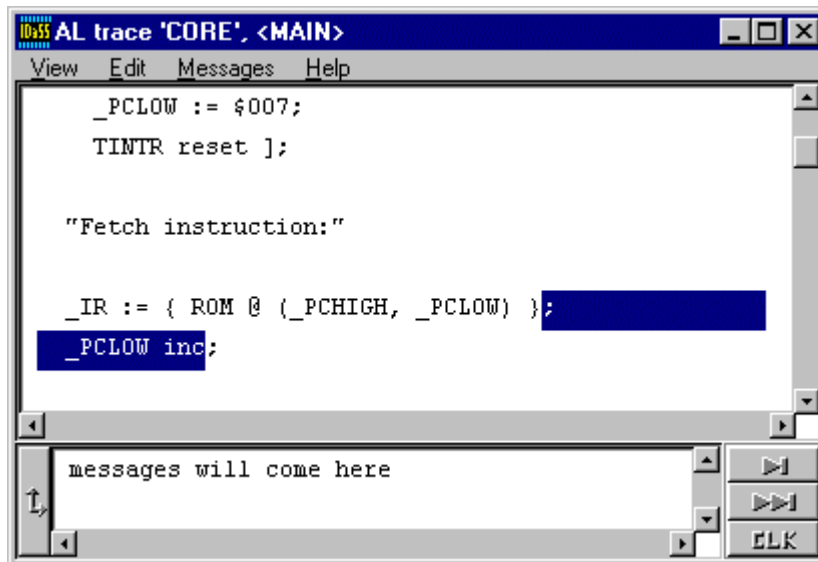 IDaSS AL trace 'CORE', <MAIN>
View Edit Messages Help
_PCLOW := $007;
TINTR reset ];
"Fetch instruction:"
_IR := { ROM @ (_PCHIGH, _PCLOW) };
_PCLOW inc;
messages will come here
CLK